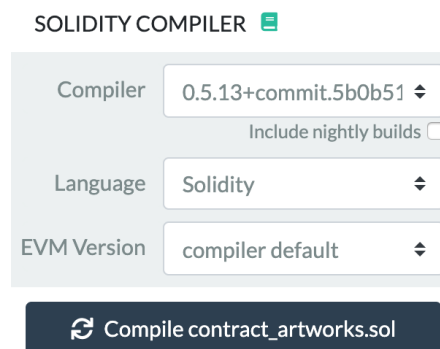 SOLIDITY COMPILER
Compiler 0.5.13+commit.5b0b51
Include nightly builds
Language Solidity
EVM Version compiler default
Compile contract_artworks.sol